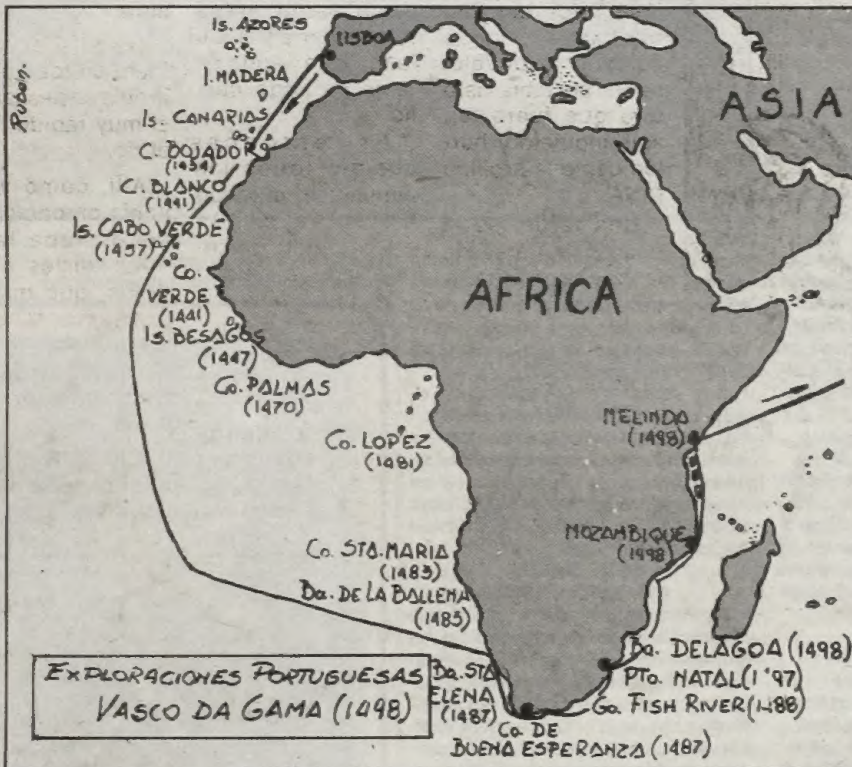 Rubén.
Is. AZORES
LISBOA
I. MADERA
ASIA
Is. CANARIAS
C. BOJADOR
(1434)
C. BLANCO
(1441)
Is. CABO VERDE
(1457)
Co.
VERDE
(1441)
AFRICA
Is. BESAGOS
(1447)
Co. PALMAS
(1470)
MELINDA
(1498)
Co. LOPEZ
(1481)
MOZAMBIQUE
(1498)
Co. STA. MARIA
(1483)
Ba. DE LA BALLENA
(1485)
Ba. DELAGOA (1498)
EXPLORACIONES PORTUGUESAS
VASCO DA GAMA (1498)
Ba. STA
ELENA
(1487)
PTO. NATAL (1'97)
Go. FISH RIVER (1488)
Co. DE
BUENA ESPERANZA (1487)